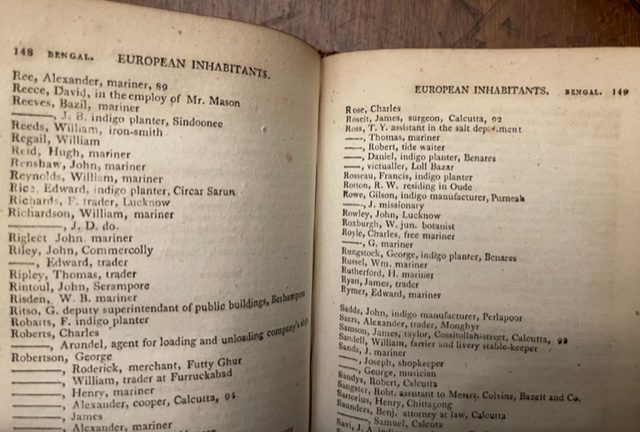 148 BENGAL. EUROPEAN INHABITANTS.
Ree, Alexander, mariner, 89
Reece, David, in the employ of Mr. Mason
Reeves, Bazil, mariner
———, J. B. indigo planter, Sindoonee
Reeds, William, iron-smith
Regail, William
Reid, Hugh, mariner
Renshaw, John, mariner
Reynolds, William, mariner
Rice, Edward, indigo planter, Circar Sarun
Richards, F. trader, Lucknow
Richardson, William, mariner
———, J. D. do.
Riglect John. mariner
Riley, John, Commercolly
———, Edward, trader
Ripley, Thomas, trader
Rintoul, John, Serampore
Risden, W. B. mariner
Ritso, G. deputy superintendant of public buildings, Berhampore
Robarts, F. indigo planter
Roberts, Charles
———, Arundel, agent for loading and unloading company's
Robertson, George
———, Roderick, merchant, Futty Ghur
———, William, trader at Furruckabad
———, Henry, mariner
———, Alexander, cooper, Calcutta, 94
———, James
———, Alexander, mariner
EUROPEAN INHABITANTS. BENGAL. 149
Rose, Charles
James, surgeon, Calcutta, 92
Ross, T. Y. assistant in the salt department
———, Thomas, mariner
———, Robert, tide waiter
———, Daniel, indigo planter, Benares
———, victualler, Loll Bazar
Rosseau, Francis, indigo planter
Rotton, R. W. residing in Oude
Rowe, Gilson, indigo manufacturer, Purneah
———, J. missionary
Rowley, John, Lucknow
Roxburgh, W. jun. botanist
Royle, Charles, free mariner
———, G. mariner
Rungstock, George, indigo planter, Benares
Russel, Wm. mariner
Rutherford, H. mariner
Ryan, James, trader
Rymer, Edward, mariner
Sadds, John, indigo manufacturer, Perlapoor
Saers, Alexander, trader, Monghyr
Samson, James, taylor, Cossitollah-street, Calcutta, 98
Sandell, William, farrier and livery stable-keeper
Sands, J. mariner
———, Joseph, shopkeeper
———, George, musician
Sandys, Robert, Calcutta
Sangster, Robt. assistant to Messrs. Colvins, Bazett and Co.
Sartorius, Henry, Chittagong
Saunders, Benj. attorney at law, Calcutta
———, Samuel, Calcutta